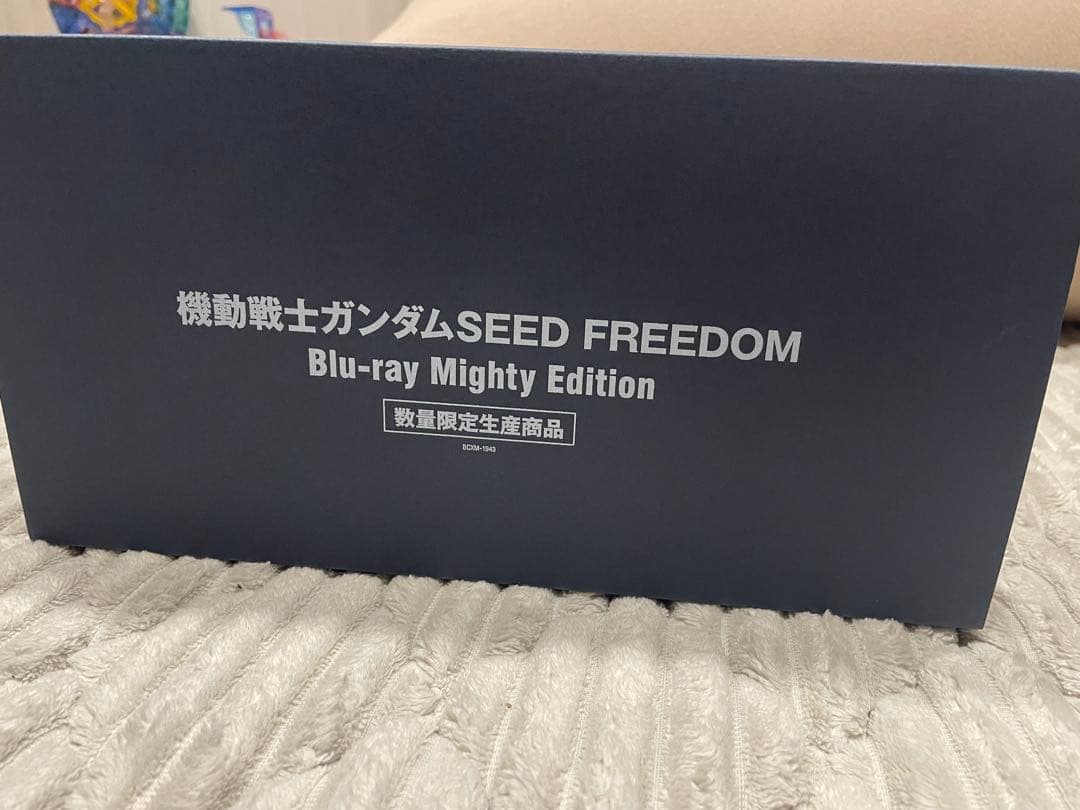 機動戦士ガンダムSEED FREEDOM
Blu-ray Mighty Edition
数量限定生産商品
BCXM-1943